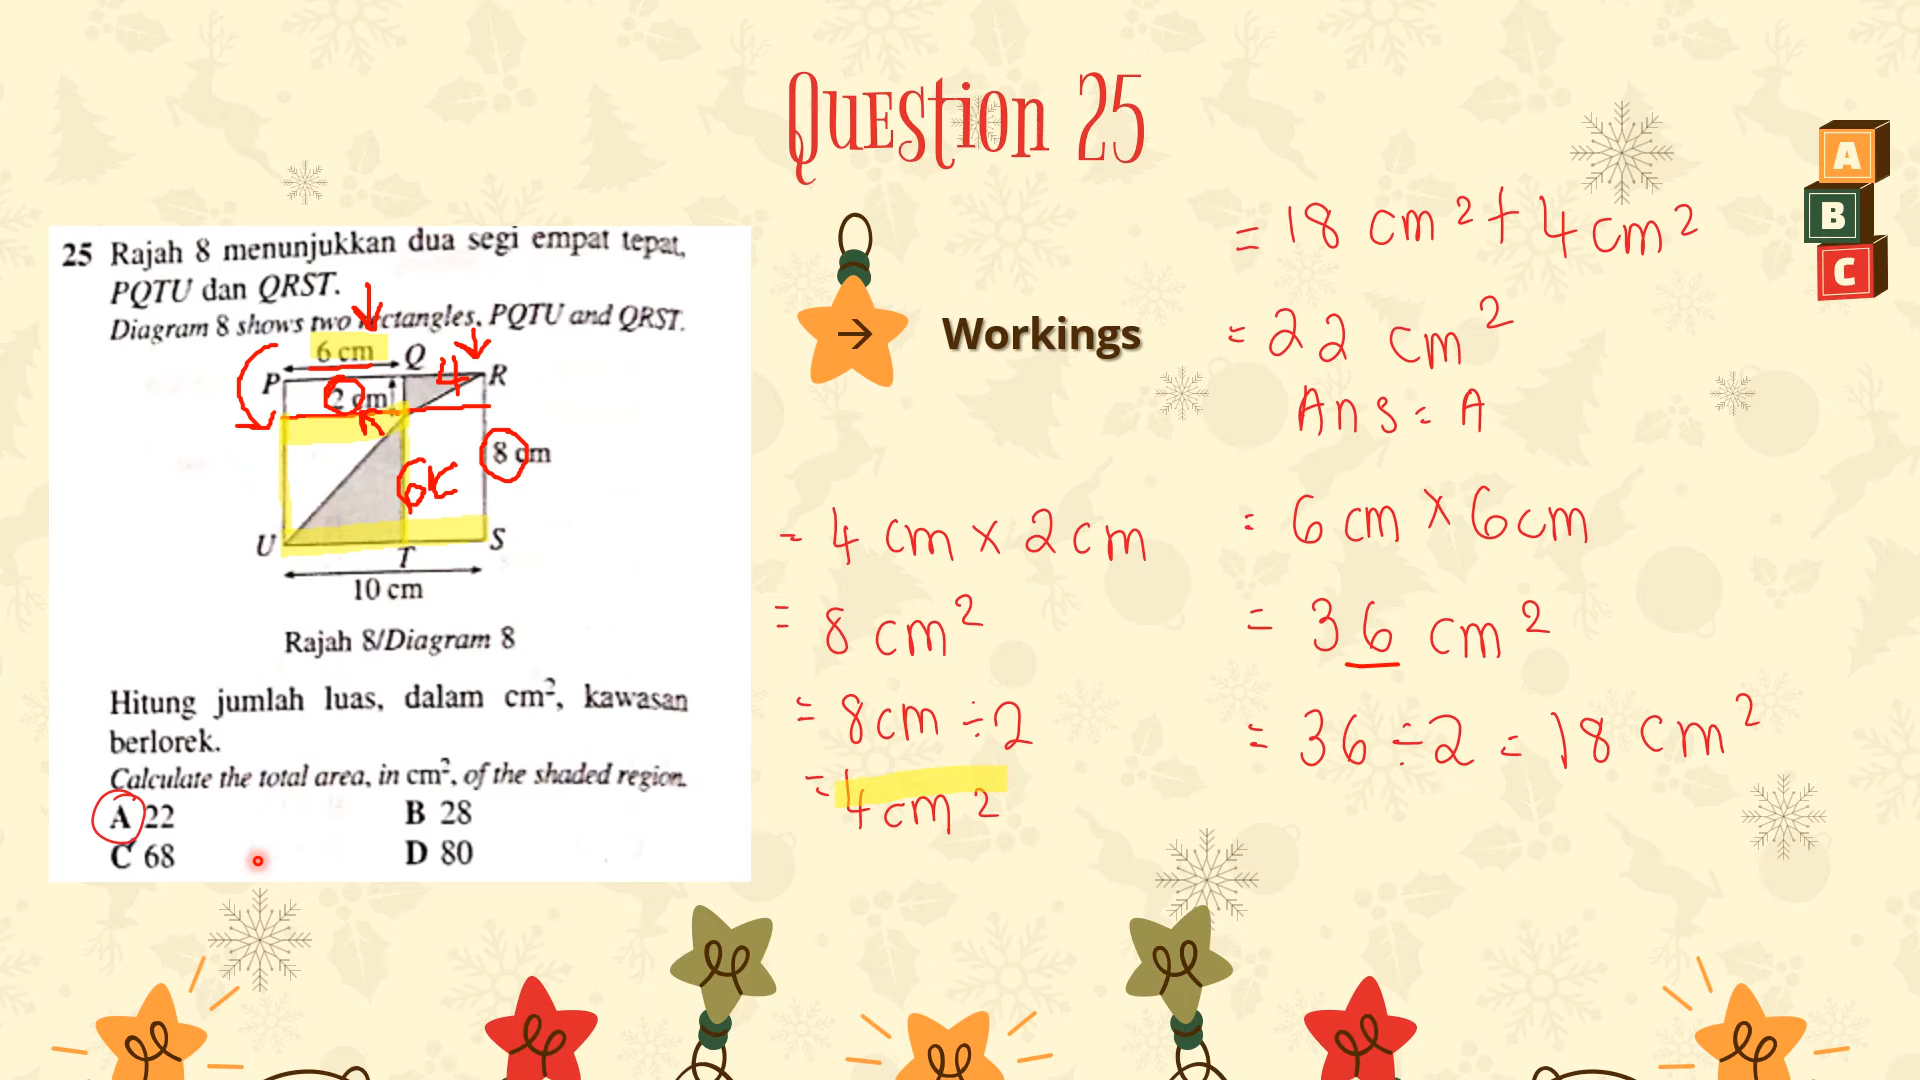 Question 25
A
B
C
25 Rajah 8 menunjukkan dua segi empat tepat,
PQTU dan QRST.
Diagram 8 shows two rectangles, PQTU and QRST.
6 cm
P
Q
R
2 cm
4
8 cm
6
U
T
S
10 cm
Rajah 8/Diagram 8
Hitung jumlah luas, dalam cm², kawasan
berlorek.
Calculate the total area, in cm², of the shaded region.
A 22
B 28
C 68
D 80
Workings
= 4 cm × 2 cm
= 8 cm²
= 8 cm ÷ 2
= 4 cm²
= 18 cm² + 4 cm²
= 22 cm²
Ans = A
= 6 cm × 6 cm
= 36 cm²
= 36 ÷ 2 = 18 cm²